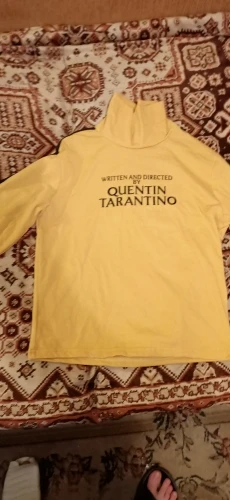 WRITTEN AND DIRECTED
BY
QUENTIN
TARANTINO